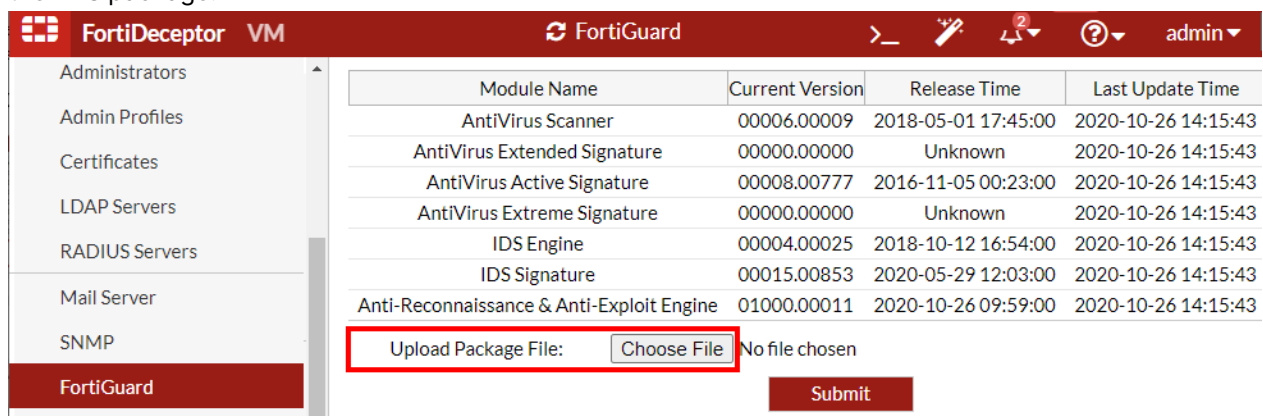 FortiDeceptor VM FortiGuard >_ 2 ? admin
Administrators
Admin Profiles
Certificates
LDAP Servers
RADIUS Servers
Mail Server
SNMP
FortiGuard
Module Name Current Version Release Time Last Update Time
AntiVirus Scanner 00006.00009 2018-05-01 17:45:00 2020-10-26 14:15:43
AntiVirus Extended Signature 00000.00000 Unknown 2020-10-26 14:15:43
AntiVirus Active Signature 00008.00777 2016-11-05 00:23:00 2020-10-26 14:15:43
AntiVirus Extreme Signature 00000.00000 Unknown 2020-10-26 14:15:43
IDS Engine 00004.00025 2018-10-12 16:54:00 2020-10-26 14:15:43
IDS Signature 00015.00853 2020-05-29 12:03:00 2020-10-26 14:15:43
Anti-Reconnaissance & Anti-Exploit Engine 01000.00011 2020-10-26 09:59:00 2020-10-26 14:15:43
Upload Package File: Choose File No file chosen
Submit